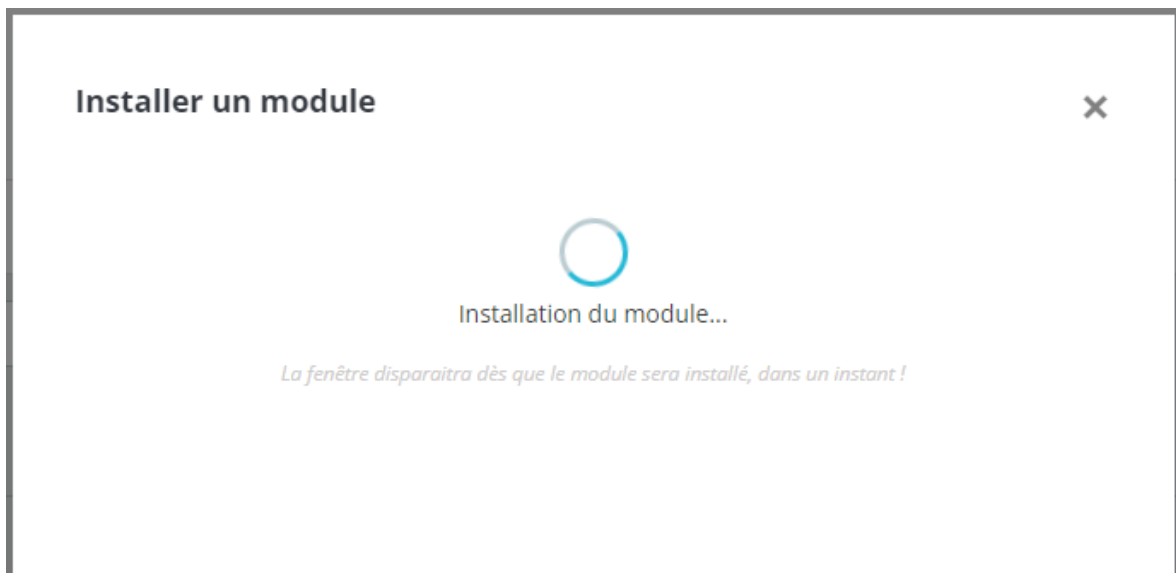 Installer un module
Installation du module...
La fenêtre disparaitra dès que le module sera installé, dans un instant !